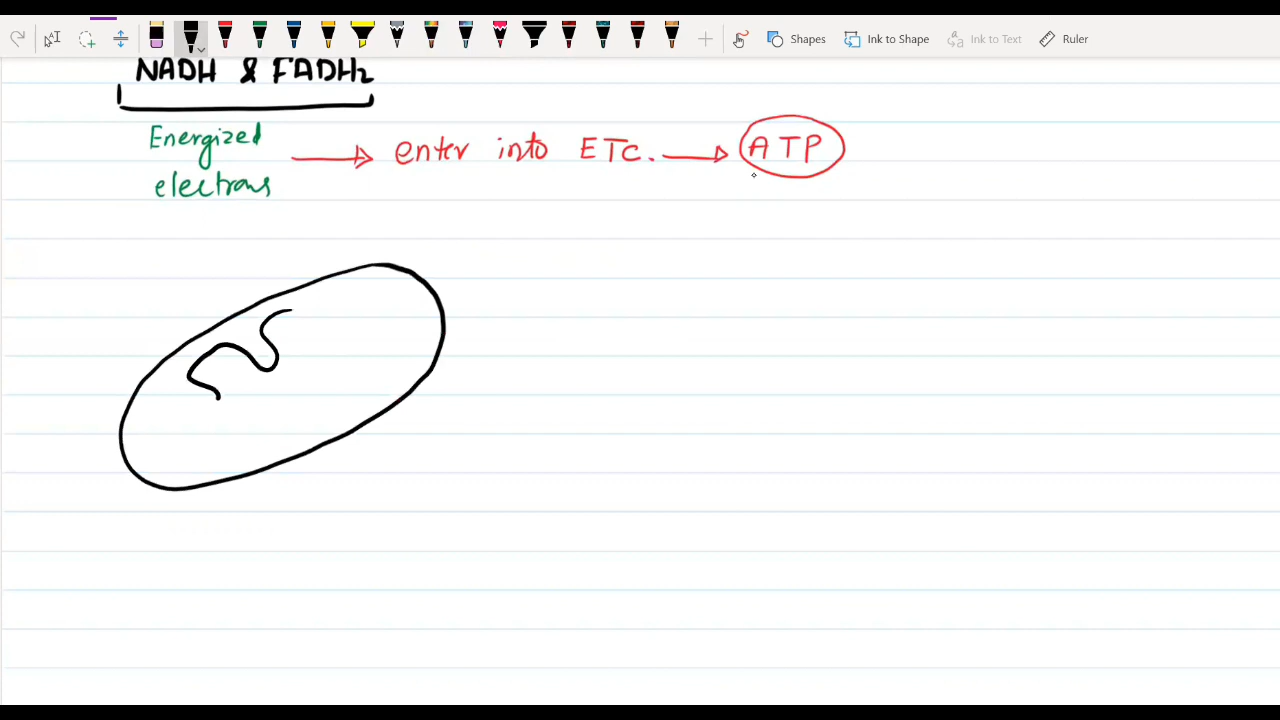 Shapes Ink to Shape Ink to Text Ruler
NADH & FADH2
Energized
electrons
enter into ETc.
ATP